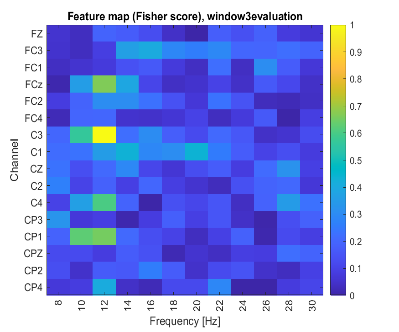 Feature map (Fisher score), window3evaluation
Channel
FZ
FC3
FC1
FCz
FC2
FC4
C3
C1
CZ
C2
C4
CP3
CP1
CPZ
CP2
CP4
8 10 12 14 16 18 20 22 24 26 28 30
Frequency [Hz]
1
0.9
0.8
0.7
0.6
0.5
0.4
0.3
0.2
0.1
0